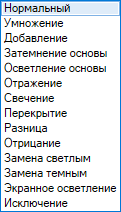 Нормальный
Умножение
Добавление
Затемнение основы
Осветление основы
Отражение
Свечение
Перекрытие
Разница
Отрицание
Замена светлым
Замена темным
Экранное осветление
Исключение